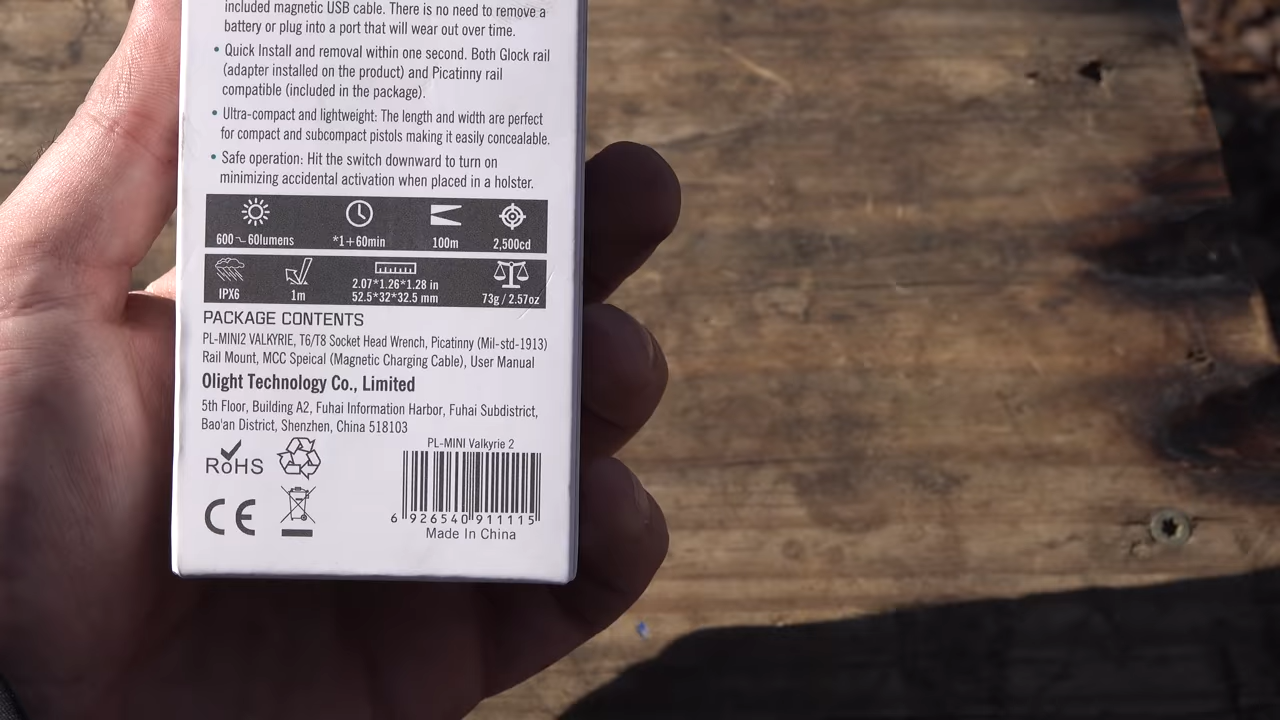 included magnetic USB cable. There is no need to remove a
battery or plug into a port that will wear out over time.
• Quick Install and removal within one second. Both Glock rail
(adapter installed on the product) and Picatinny rail
compatible (included in the package).
• Ultra-compact and lightweight: The length and width are perfect
for compact and subcompact pistols making it easily concealable.
• Safe operation: Hit the switch downward to turn on
minimizing accidental activation when placed in a holster.
600~60lumens *1+60min 100m 2,500cd
IPX6 1m 2.07*1.26*1.28 in
52.5*32*32.5 mm 73g / 2.57oz
PACKAGE CONTENTS
PL-MINI2 VALKYRIE, T6/T8 Socket Head Wrench, Picatinny (Mil-std-1913)
Rail Mount, MCC Speical (Magnetic Charging Cable), User Manual
Olight Technology Co., Limited
5th Floor, Building A2, Fuhai Information Harbor, Fuhai Subdistrict,
Bao'an District, Shenzhen, China 518103
RoHS
CE
PL-MINI Valkyrie 2
6 926540 911115
Made In China